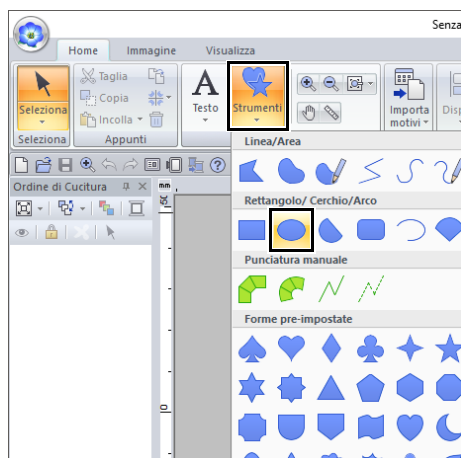 Senza
Home Immagine Visualizza
Seleziona
Taglia
Copia
Incolla
Testo
Strumenti
Importa motivi
Seleziona Appunti
Linea/Area
Ordine di Cucitura
mm
Rettangolo/ Cerchio/Arco
Punciatura manuale
Forme pre-impostate
0